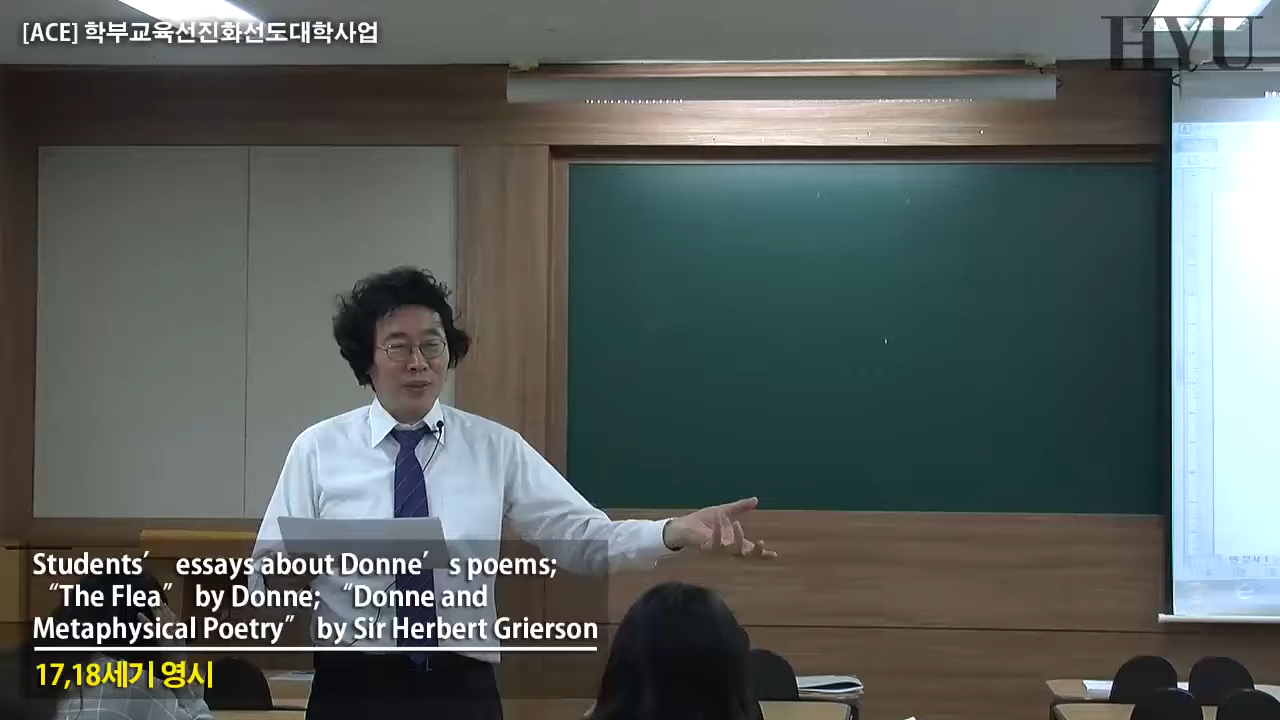 [ACE] 학부교육선진화선도대학사업
HYU
Students′ essays about Donne′s poems;
“The Flea” by Donne; “Donne and
Metaphysical Poetry” by Sir Herbert Grierson
17,18세기 영시